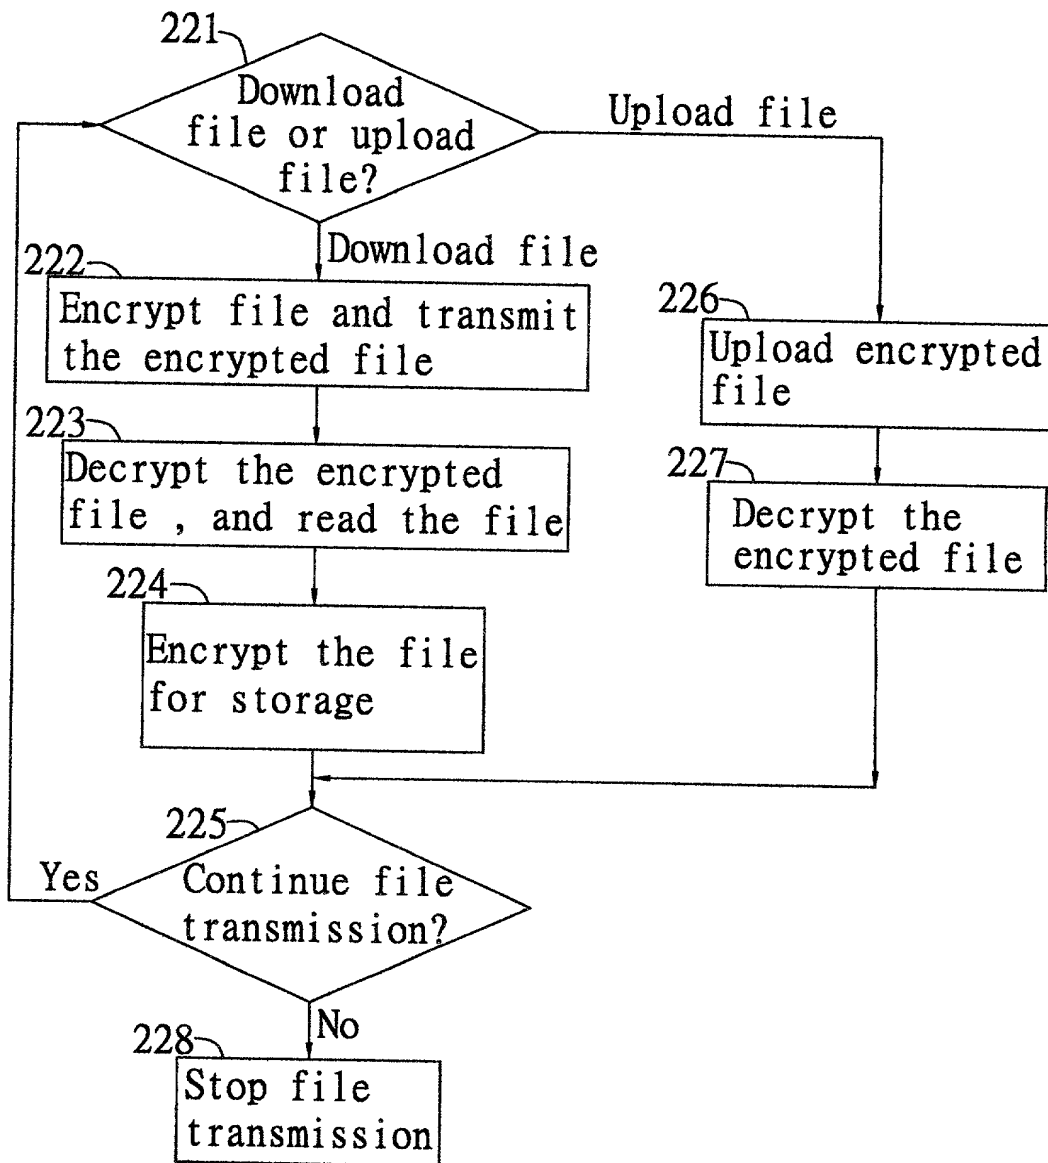 221
Download
file or upload
file?
Upload file
Download file
222
Encrypt file and transmit
the encrypted file
223
Decrypt the encrypted
file , and read the file
224
Encrypt the file
for storage
226
Upload encrypted
file
227
Decrypt the
encrypted file
225
Continue file
transmission?
Yes
No
228
Stop file
transmission